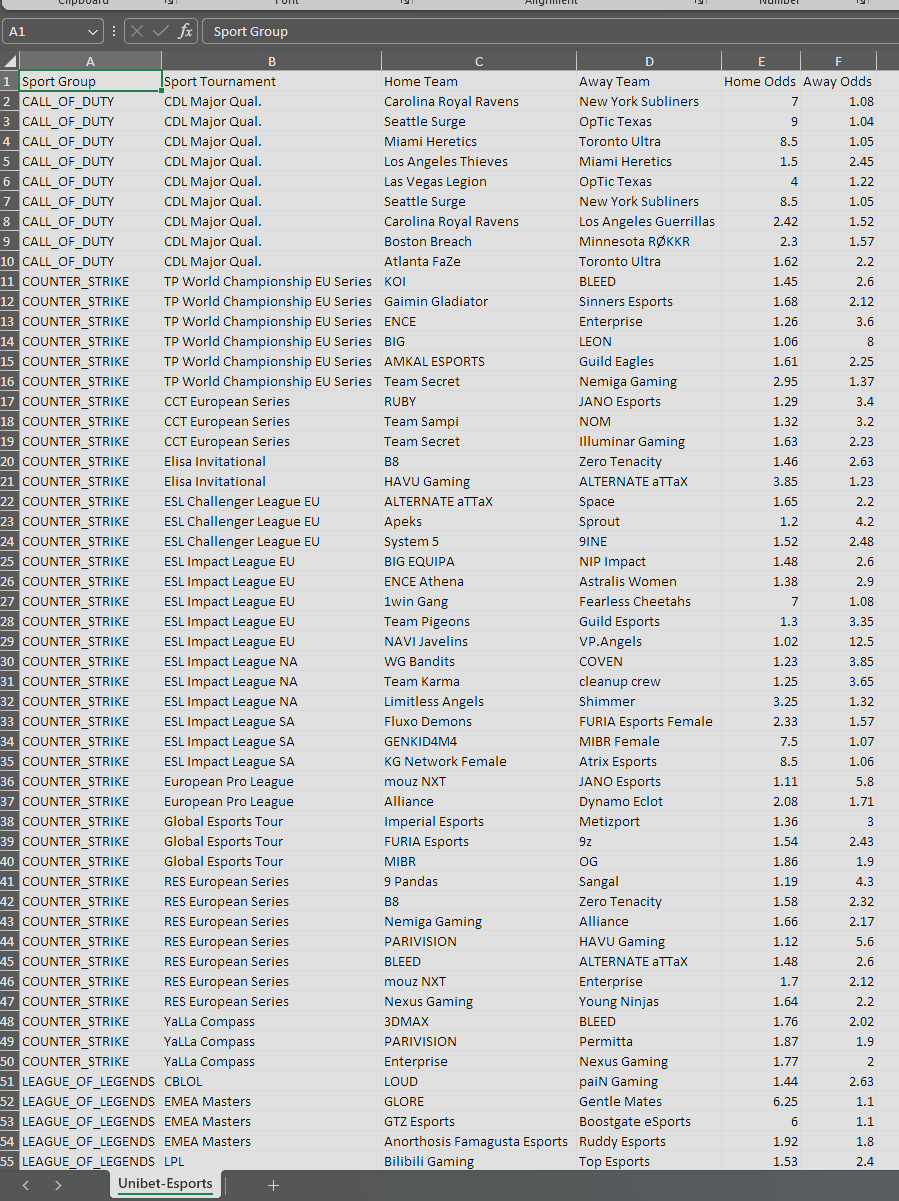 Clipboard Font Alignment Number
A1 fx Sport Group
A B C D E F
1 Sport Group Sport Tournament Home Team Away Team Home Odds Away Odds
2 CALL_OF_DUTY CDL Major Qual. Carolina Royal Ravens New York Subliners 7 1.08
3 CALL_OF_DUTY CDL Major Qual. Seattle Surge OpTic Texas 9 1.04
4 CALL_OF_DUTY CDL Major Qual. Miami Heretics Toronto Ultra 8.5 1.05
5 CALL_OF_DUTY CDL Major Qual. Los Angeles Thieves Miami Heretics 1.5 2.45
6 CALL_OF_DUTY CDL Major Qual. Las Vegas Legion OpTic Texas 4 1.22
7 CALL_OF_DUTY CDL Major Qual. Seattle Surge New York Subliners 8.5 1.05
8 CALL_OF_DUTY CDL Major Qual. Carolina Royal Ravens Los Angeles Guerrillas 2.42 1.52
9 CALL_OF_DUTY CDL Major Qual. Boston Breach Minnesota RØKKR 2.3 1.57
10 CALL_OF_DUTY CDL Major Qual. Atlanta FaZe Toronto Ultra 1.62 2.2
11 COUNTER_STRIKE TP World Championship EU Series KOI BLEED 1.45 2.6
12 COUNTER_STRIKE TP World Championship EU Series Gaimin Gladiator Sinners Esports 1.68 2.12
13 COUNTER_STRIKE TP World Championship EU Series ENCE Enterprise 1.26 3.6
14 COUNTER_STRIKE TP World Championship EU Series BIG LEON 1.06 8
15 COUNTER_STRIKE TP World Championship EU Series AMKAL ESPORTS Guild Eagles 1.61 2.25
16 COUNTER_STRIKE TP World Championship EU Series Team Secret Nemiga Gaming 2.95 1.37
17 COUNTER_STRIKE CCT European Series RUBY JANO Esports 1.29 3.4
18 COUNTER_STRIKE CCT European Series Team Sampi NOM 1.32 3.2
19 COUNTER_STRIKE CCT European Series Team Secret Illuminar Gaming 1.63 2.23
20 COUNTER_STRIKE Elisa Invitational B8 Zero Tenacity 1.46 2.63
21 COUNTER_STRIKE Elisa Invitational HAVU Gaming ALTERNATE aTTaX 3.85 1.23
22 COUNTER_STRIKE ESL Challenger League EU ALTERNATE aTTaX Space 1.65 2.2
23 COUNTER_STRIKE ESL Challenger League EU Apeks Sprout 1.2 4.2
24 COUNTER_STRIKE ESL Challenger League EU System 5 9INE 1.52 2.48
25 COUNTER_STRIKE ESL Impact League EU BIG EQUIPA NIP Impact 1.48 2.6
26 COUNTER_STRIKE ESL Impact League EU ENCE Athena Astralis Women 1.38 2.9
27 COUNTER_STRIKE ESL Impact League EU 1win Gang Fearless Cheetahs 7 1.08
28 COUNTER_STRIKE ESL Impact League EU Team Pigeons Guild Esports 1.3 3.35
29 COUNTER_STRIKE ESL Impact League EU NAVI Javelins VP.Angels 1.02 12.5
30 COUNTER_STRIKE ESL Impact League NA WG Bandits COVEN 1.23 3.85
31 COUNTER_STRIKE ESL Impact League NA Team Karma cleanup crew 1.25 3.65
32 COUNTER_STRIKE ESL Impact League NA Limitless Angels Shimmer 3.25 1.32
33 COUNTER_STRIKE ESL Impact League SA Fluxo Demons FURIA Esports Female 2.33 1.57
34 COUNTER_STRIKE ESL Impact League SA GENKID4M4 MIBR Female 7.5 1.07
35 COUNTER_STRIKE ESL Impact League SA KG Network Female Atrix Esports 8.5 1.06
36 COUNTER_STRIKE European Pro League mouz NXT JANO Esports 1.11 5.8
37 COUNTER_STRIKE European Pro League Alliance Dynamo Eclot 2.08 1.71
38 COUNTER_STRIKE Global Esports Tour Imperial Esports Metizport 1.36 3
39 COUNTER_STRIKE Global Esports Tour FURIA Esports 9z 1.54 2.43
40 COUNTER_STRIKE Global Esports Tour MIBR OG 1.86 1.9
41 COUNTER_STRIKE RES European Series 9 Pandas Sangal 1.19 4.3
42 COUNTER_STRIKE RES European Series B8 Zero Tenacity 1.58 2.32
43 COUNTER_STRIKE RES European Series Nemiga Gaming Alliance 1.66 2.17
44 COUNTER_STRIKE RES European Series PARIVISION HAVU Gaming 1.12 5.6
45 COUNTER_STRIKE RES European Series BLEED ALTERNATE aTTaX 1.48 2.6
46 COUNTER_STRIKE RES European Series mouz NXT Enterprise 1.7 2.12
47 COUNTER_STRIKE RES European Series Nexus Gaming Young Ninjas 1.64 2.2
48 COUNTER_STRIKE YaLLa Compass 3DMAX BLEED 1.76 2.02
49 COUNTER_STRIKE YaLLa Compass PARIVISION Permitta 1.87 1.9
50 COUNTER_STRIKE YaLLa Compass Enterprise Nexus Gaming 1.77 2
51 LEAGUE_OF_LEGENDS CBLOL LOUD paiN Gaming 1.44 2.63
52 LEAGUE_OF_LEGENDS EMEA Masters GLORE Gentle Mates 6.25 1.1
53 LEAGUE_OF_LEGENDS EMEA Masters GTZ Esports Boostgate eSports 6 1.1
54 LEAGUE_OF_LEGENDS EMEA Masters Anorthosis Famagusta Esports Ruddy Esports 1.92 1.8
55 LEAGUE_OF_LEGENDS LPL Bilibili Gaming Top Esports 1.53 2.4
Unibet-Esports